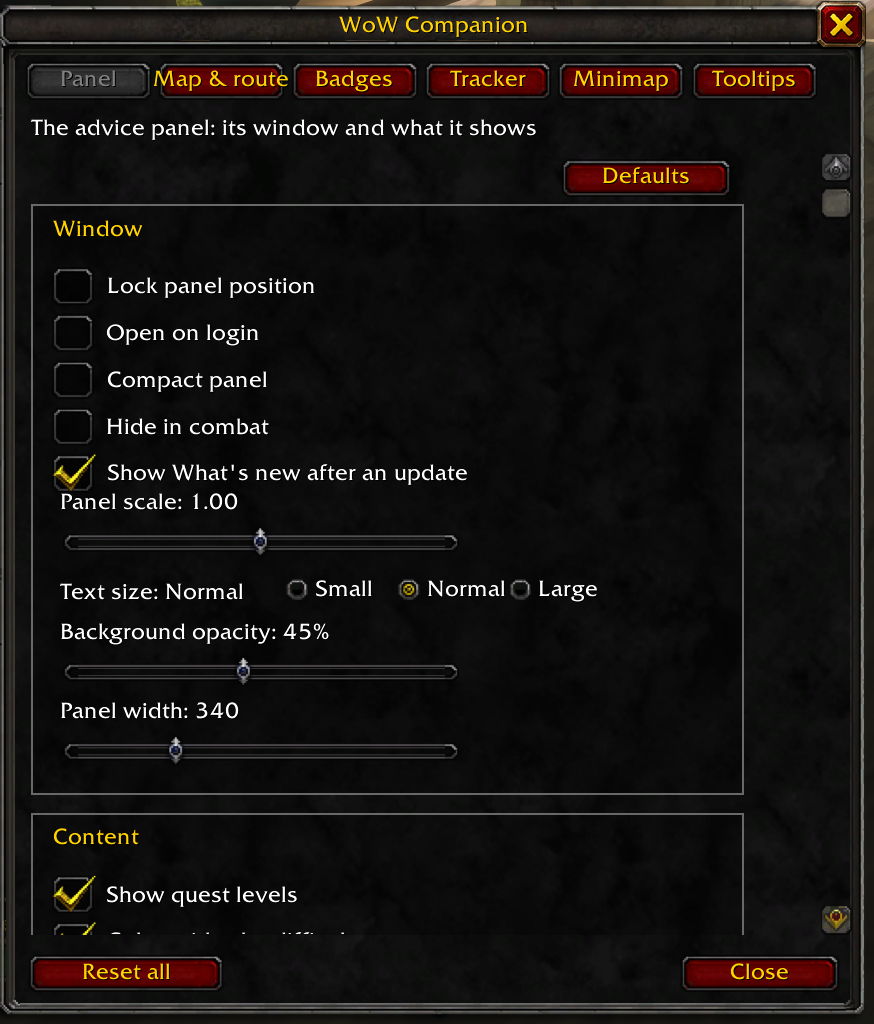 WoW Companion
Panel Map & route Badges Tracker Minimap Tooltips
The advice panel: its window and what it shows
Defaults
Window
Lock panel position
Open on login
Compact panel
Hide in combat
Show What's new after an update
Panel scale: 1.00
Text size: Normal Small Normal Large
Background opacity: 45%
Panel width: 340
Content
Show quest levels
Reset all Close